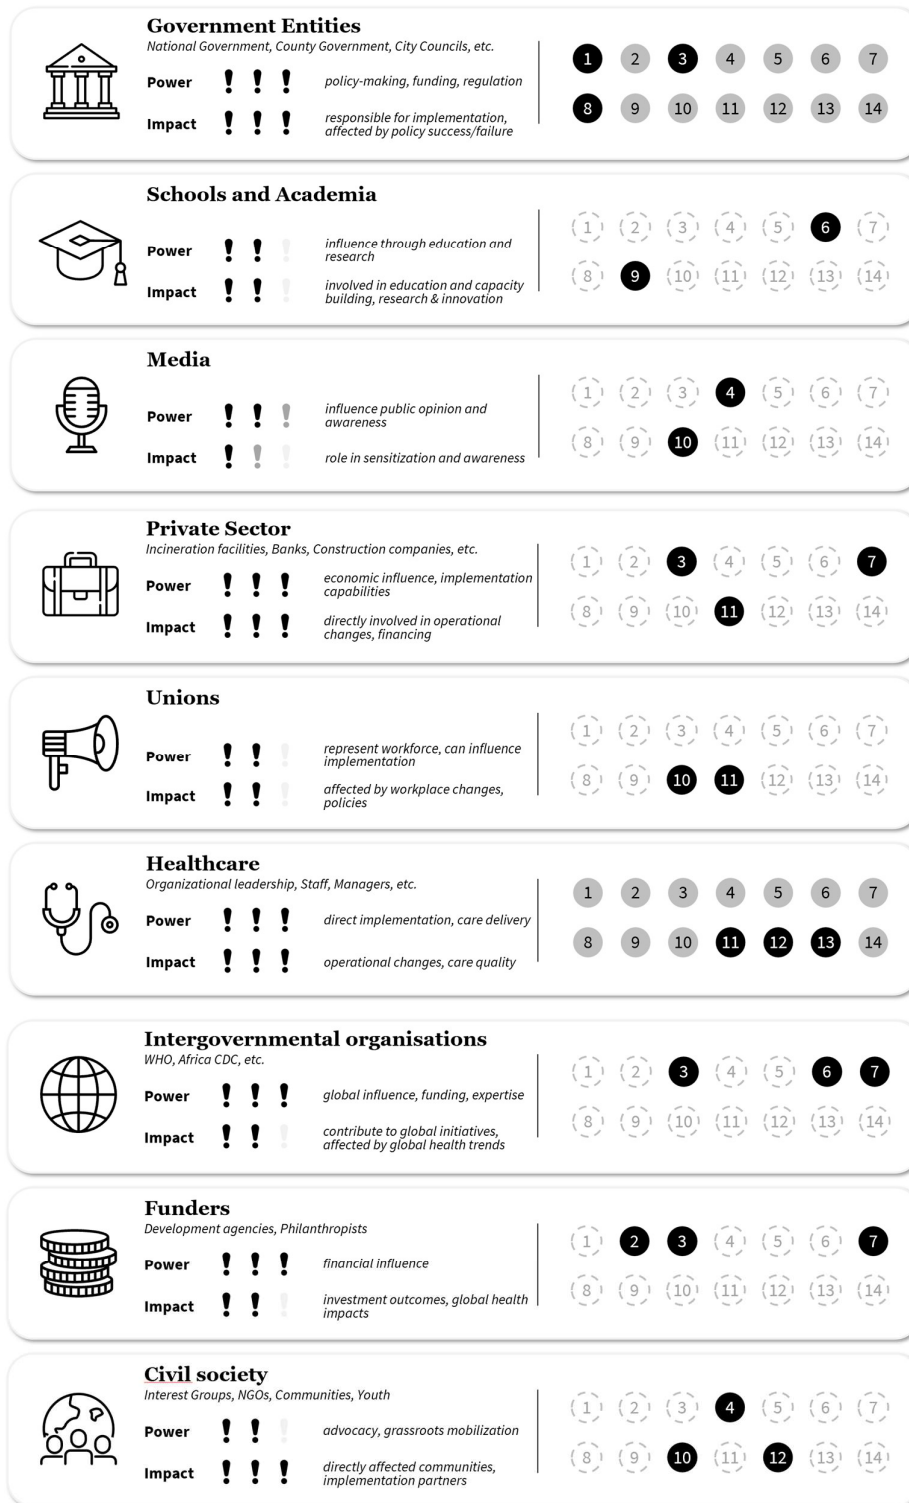 Government Entities
National Government, County Government, City Councils, etc.
Power ! ! ! policy-making, funding, regulation
Impact ! ! ! responsible for implementation,
affected by policy success/failure
1 2 3 4 5 6 7
8 9 10 11 12 13 14
Schools and Academia
Power ! ! ! influence through education and
research
Impact ! ! ! involved in education and capacity
building, research & innovation
1 2 3 4 5 6 7
8 9 10 11 12 13 14
Media
Power ! ! ! influence public opinion and
awareness
Impact ! ! ! role in sensitization and awareness
1 2 3 4 5 6 7
8 9 10 11 12 13 14
Private Sector
Incineration facilities, Banks, Construction companies, etc.
Power ! ! ! economic influence, implementation
capabilities
Impact ! ! ! directly involved in operational
changes, financing
1 2 3 4 5 6 7
8 9 10 11 12 13 14
Unions
Power ! ! ! represent workforce, can influence
implementation
Impact ! ! ! affected by workplace changes,
policies
1 2 3 4 5 6 7
8 9 10 11 12 13 14
Healthcare
Organizational leadership, Staff, Managers, etc.
Power ! ! ! direct implementation, care delivery
Impact ! ! ! operational changes, care quality
1 2 3 4 5 6 7
8 9 10 11 12 13 14
Intergovernmental organisations
WHO, Africa CDC, etc.
Power ! ! ! global influence, funding, expertise
Impact ! ! ! contribute to global initiatives,
affected by global health trends
1 2 3 4 5 6 7
8 9 10 11 12 13 14
Funders
Development agencies, Philanthropists
Power ! ! ! financial influence
Impact ! ! ! investment outcomes, global health
impacts
1 2 3 4 5 6 7
8 9 10 11 12 13 14
Civil society
Interest Groups, NGOs, Communities, Youth
Power ! ! ! advocacy, grassroots mobilization
Impact ! ! ! directly affected communities,
implementation partners
1 2 3 4 5 6 7
8 9 10 11 12 13 14